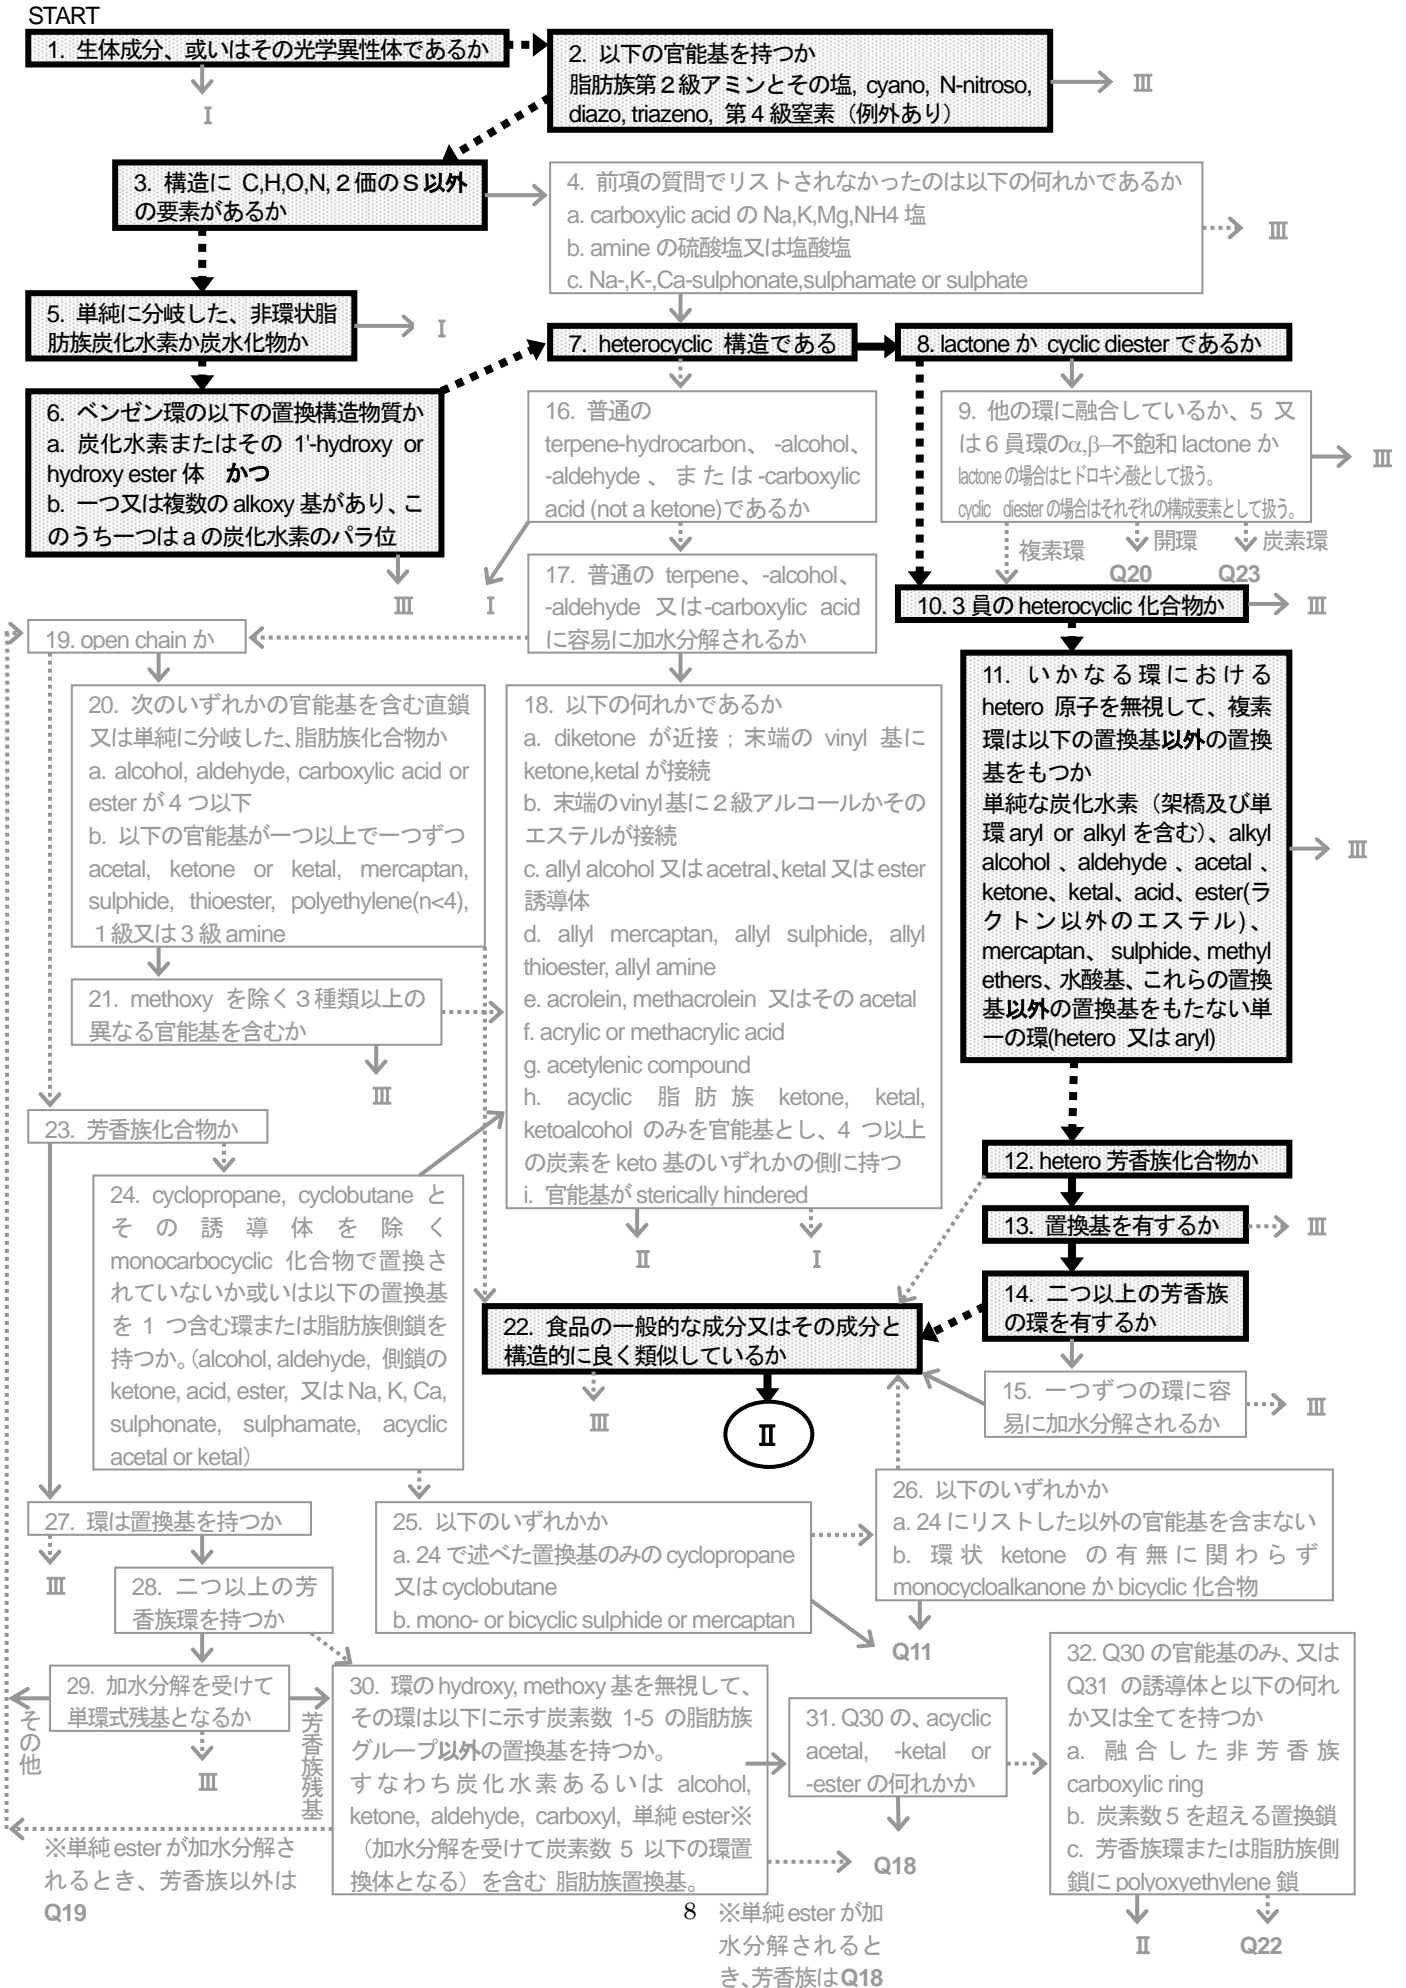 START
1. 生体成分、或いはその光学異性体であるか
I
2. 以下の官能基を持つか
脂肪族第2級アミンとその塩, cyano, N-nitroso,
diazo, triazeno, 第4級窒素（例外あり）
III
3. 構造に C,H,O,N,２価のS以外
の要素があるか
4. 前項の質問でリストされなかったのは以下の何れかであるか
a. carboxylic acid の Na,K,Mg,NH4 塩
b. amine の硫酸塩又は塩酸塩
c. Na-,K-,Ca-sulphonate,sulphamate or sulphate
III
5. 単純に分岐した、非環状脂
肪族炭化水素か炭水化物か
I
6. ベンゼン環の以下の置換構造物質か
a. 炭化水素またはその 1'-hydroxy or
hydroxy ester 体 かつ
b. 一つ又は複数の alkoxy 基があり、こ
のうち一つは a の炭化水素のパラ位
III
7. heterocyclic 構造である
8. lactone か cyclic diester であるか
9. 他の環に融合しているか、5 又
は 6 員環のα,β–不飽和 lactone か
lactoneの場合はヒドロキシ酸として扱う。
cyclic diesterの場合はそれぞれの構成要素として扱う。
III
複素環
開環
炭素環
Q20
Q23
10. 3 員の heterocyclic 化合物か
III
16. 普通の
terpene-hydrocarbon、 -alcohol、
-aldehyde 、 または -carboxylic
acid (not a ketone)であるか
I
17. 普通の terpene、-alcohol、
-aldehyde 又は-carboxylic acid
に容易に加水分解されるか
11. いかなる環における
hetero 原子を無視して、複素
環は以下の置換基以外の置換
基をもつか
単純な炭化水素（架橋及び単
環 aryl or alkyl を含む）、alkyl
alcohol 、aldehyde 、acetal 、
ketone、ketal、acid、ester(ラ
クトン以外のエステル)、
mercaptan、 sulphide、methyl
ethers、水酸基、これらの置換
基以外の置換基をもたない単
一の環(hetero 又は aryl)
III
19. open chain か
20. 次のいずれかの官能基を含む直鎖
又は単純に分岐した、脂肪族化合物か
a. alcohol, aldehyde, carboxylic acid or
ester が 4 つ以下
b. 以下の官能基が一つ以上で一つずつ
acetal, ketone or ketal, mercaptan,
sulphide, thioester, polyethylene(n<4),
１級又は 3 級 amine
18. 以下の何れかであるか
a. diketone が近接；末端の vinyl 基に
ketone,ketal が接続
b. 末端のvinyl基に２級アルコールかその
エステルが接続
c. allyl alcohol 又は acetral、ketal 又は ester
誘導体
d. allyl mercaptan, allyl sulphide, allyl
thioester, allyl amine
e. acrolein, methacrolein 又はその acetal
f. acrylic or methacrylic acid
g. acetylenic compound
h. acyclic 脂肪族 ketone, ketal,
ketoalcohol のみを官能基とし、4 つ以上
の炭素を keto 基のいずれかの側に持つ
i. 官能基が sterically hindered
II
I
21. methoxy を除く 3 種類以上の
異なる官能基を含むか
III
23. 芳香族化合物か
12. hetero 芳香族化合物か
13. 置換基を有するか
III
14. 二つ以上の芳香族
の環を有するか
24. cyclopropane, cyclobutane と
その誘導体を除く
monocarbocyclic 化合物で置換さ
れていないか或いは以下の置換基
を 1 つ含む環または脂肪族側鎖を
持つか。（alcohol, aldehyde, 側鎖の
ketone, acid, ester, 又は Na, K, Ca,
sulphonate, sulphamate, acyclic
acetal or ketal）
22. 食品の一般的な成分又はその成分と
構造的に良く類似しているか
III
II
15. 一つずつの環に容
易に加水分解されるか
III
27. 環は置換基を持つか
III
25. 以下のいずれかか
a. 24 で述べた置換基のみの cyclopropane
又は cyclobutane
b. mono- or bicyclic sulphide or mercaptan
26. 以下のいずれかか
a. 24 にリストした以外の官能基を含まない
b. 環状 ketone の有無に関わらず
monocycloalkanone か bicyclic 化合物
Q11
28. 二つ以上の芳
香族環を持つか
29. 加水分解を受けて
単環式残基となるか
その他
芳香族残基
III
30. 環の hydroxy, methoxy 基を無視して、
その環は以下に示す炭素数 1-5 の脂肪族
グループ以外の置換基を持つか。
すなわち炭化水素あるいは alcohol,
ketone, aldehyde, carboxyl, 単純 ester※
（加水分解を受けて炭素数 5 以下の環置
換体となる）を含む 脂肪族置換基。
31. Q30 の、acyclic
acetal, -ketal or
-ester の何れかか
Q18
32. Q30 の官能基のみ、又は
Q31 の誘導体と以下の何れ
か又は全てを持つか
a. 融合した非芳香族
carboxylic ring
b. 炭素数 5 を超える置換鎖
c. 芳香族環または脂肪族側
鎖に polyoxyethylene 鎖
II
Q22
※単純 ester が加水分解さ
れるとき、芳香族以外は
Q19
8
※単純 ester が加
水分解されると
き、芳香族はQ18